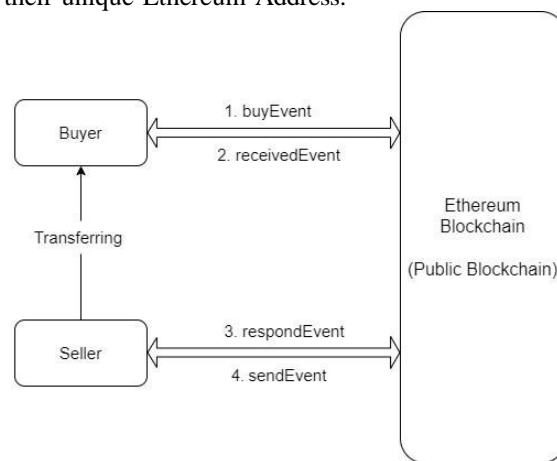 their unique Ethereum Address.
1. buyEvent
Buyer
2. receivedEvent
Ethereum
Blockchain
(Public Blockchain)
Transferring
3. respondEvent
Seller
4. sendEvent